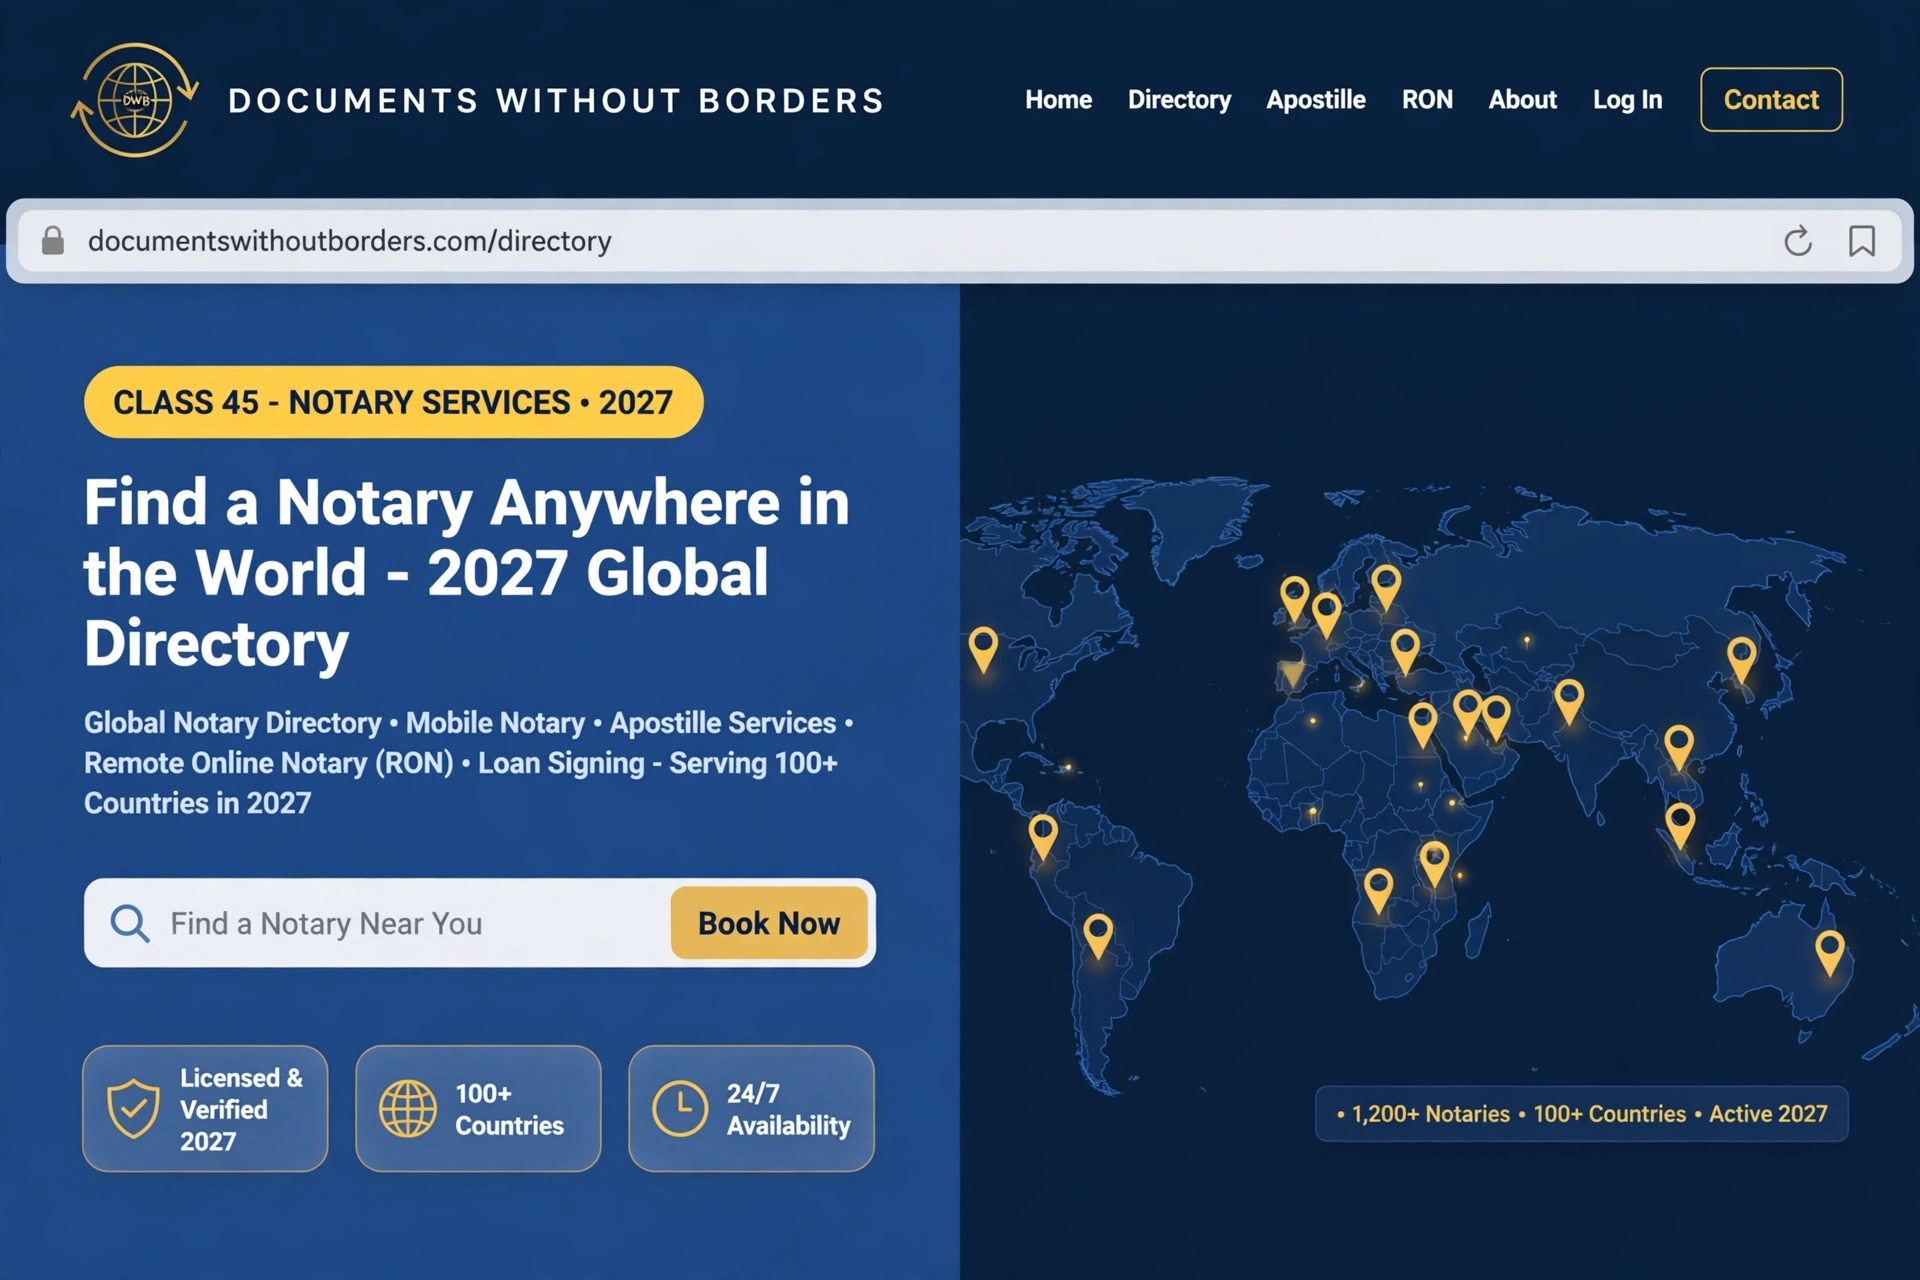 DWB
DOCUMENTS WITHOUT BORDERS
Home
Directory
Apostille
RON
About
Log In
Contact
documentswithoutborders.com/directory
CLASS 45 - NOTARY SERVICES • 2027
Find a Notary Anywhere in
the World - 2027 Global
Directory
Global Notary Directory • Mobile Notary • Apostille Services •
Remote Online Notary (RON) • Loan Signing - Serving 100+
Countries in 2027
Find a Notary Near You
Book Now
Licensed &
Verified
2027
100+
Countries
24/7
Availability
• 1,200+ Notaries • 100+ Countries • Active 2027